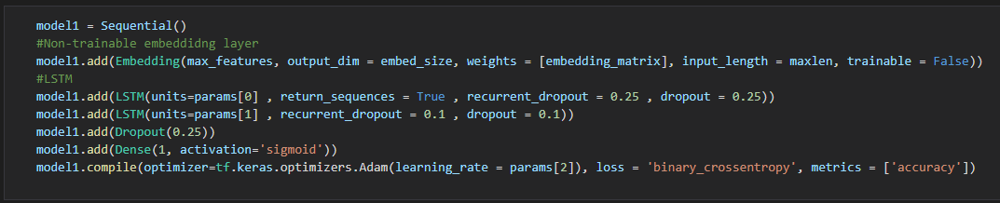 model1 = Sequential()
#Non-trainable embeddidng layer
model1.add(Embedding(max_features, output_dim = embed_size, weights = [embedding_matrix], input_length = maxlen, trainable = False))
#LSTM
model1.add(LSTM(units=params[0] , return_sequences = True , recurrent_dropout = 0.25 , dropout = 0.25))
model1.add(LSTM(units=params[1] , recurrent_dropout = 0.1 , dropout = 0.1))
model1.add(Dropout(0.25))
model1.add(Dense(1, activation='sigmoid'))
model1.compile(optimizer=tf.keras.optimizers.Adam(learning_rate = params[2]), loss = 'binary_crossentropy', metrics = ['accuracy'])